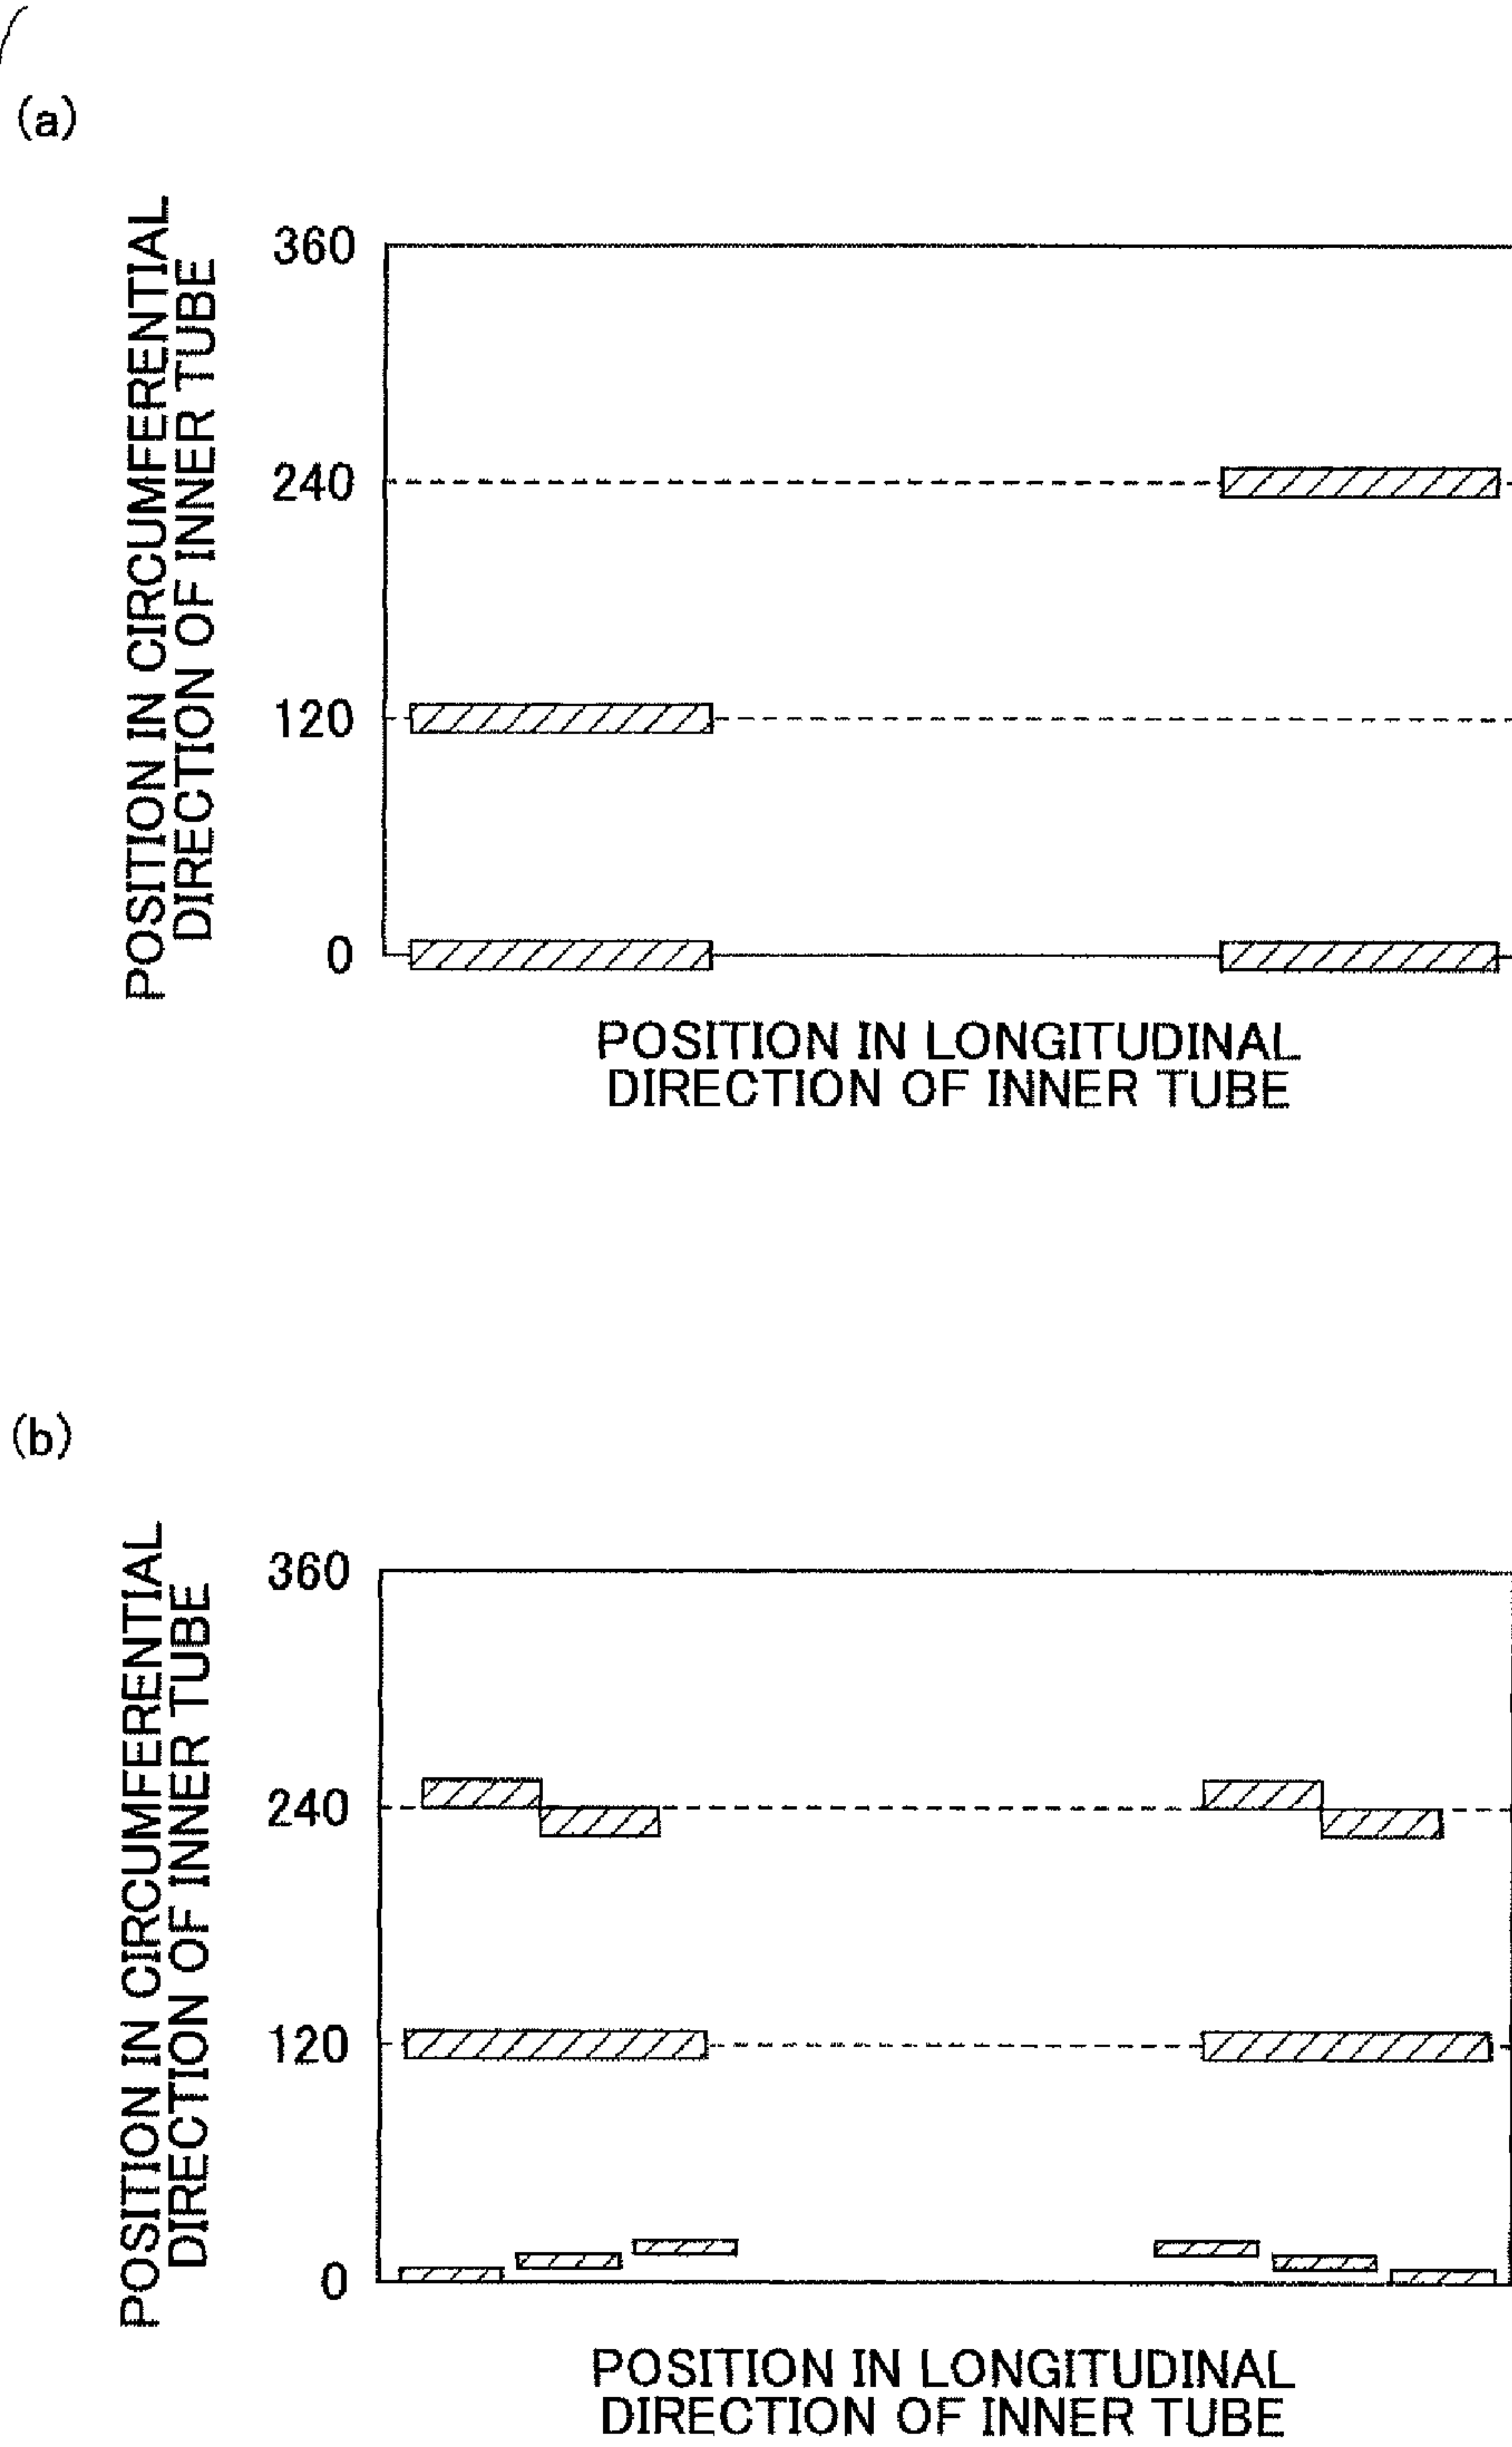 (a)
POSITION IN CIRCUMFERENTIAL
DIRECTION OF INNER TUBE
360
240
120
0
POSITION IN LONGITUDINAL
DIRECTION OF INNER TUBE
(b)
POSITION IN CIRCUMFERENTIAL
DIRECTION OF INNER TUBE
360
240
120
0
POSITION IN LONGITUDINAL
DIRECTION OF INNER TUBE